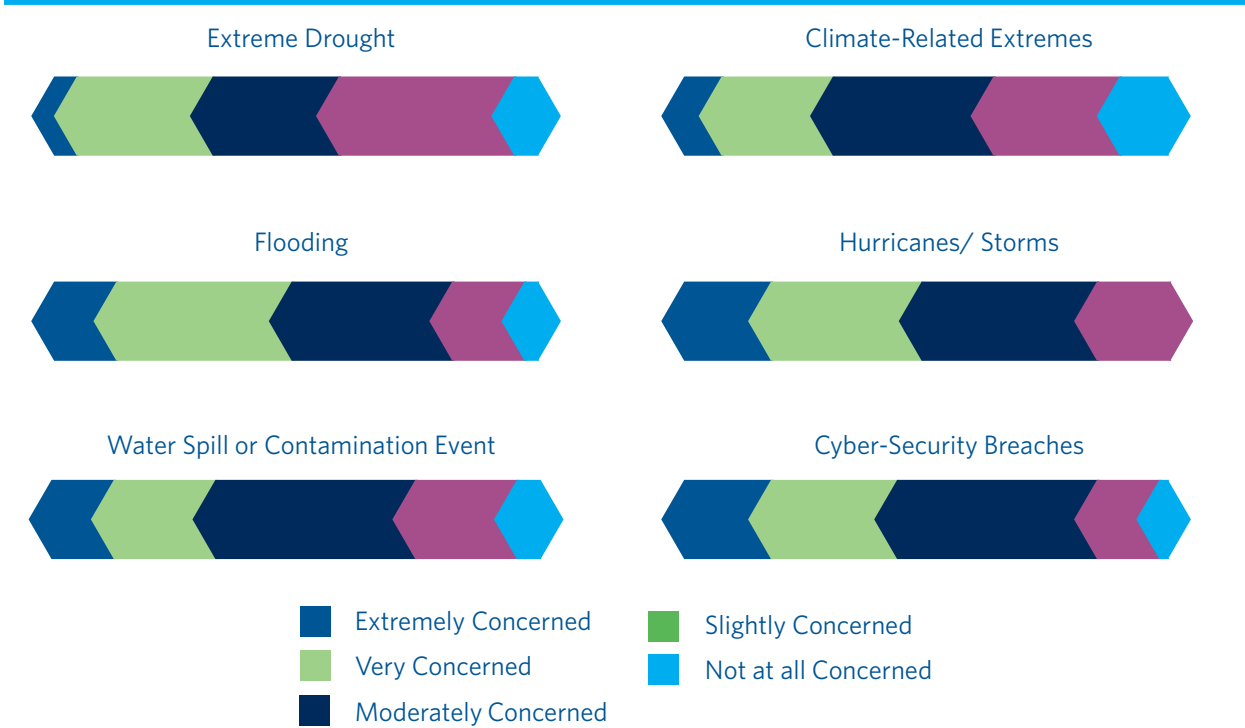 Extreme Drought
Climate-Related Extremes
Flooding
Hurricanes/ Storms
Water Spill or Contamination Event
Cyber-Security Breaches
Extremely Concerned
Very Concerned
Moderately Concerned
Slightly Concerned
Not at all Concerned